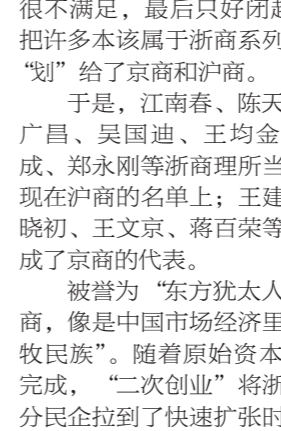 很不满足，最后只好闭起
把许多本该属于浙商系列
“划”给了京商和沪商。
于是，江南春、陈天
广昌、吴国迪、王均金
成、郑永刚等浙商理所当
现在沪商的名单上；王建
晓初、王文京、蒋百荣等
成了京商的代表。
被誉为“东方犹太人
商，像是中国市场经济里
牧民族”。随着原始资本
完成，“二次创业”将浙
分民企拉到了快速扩张时